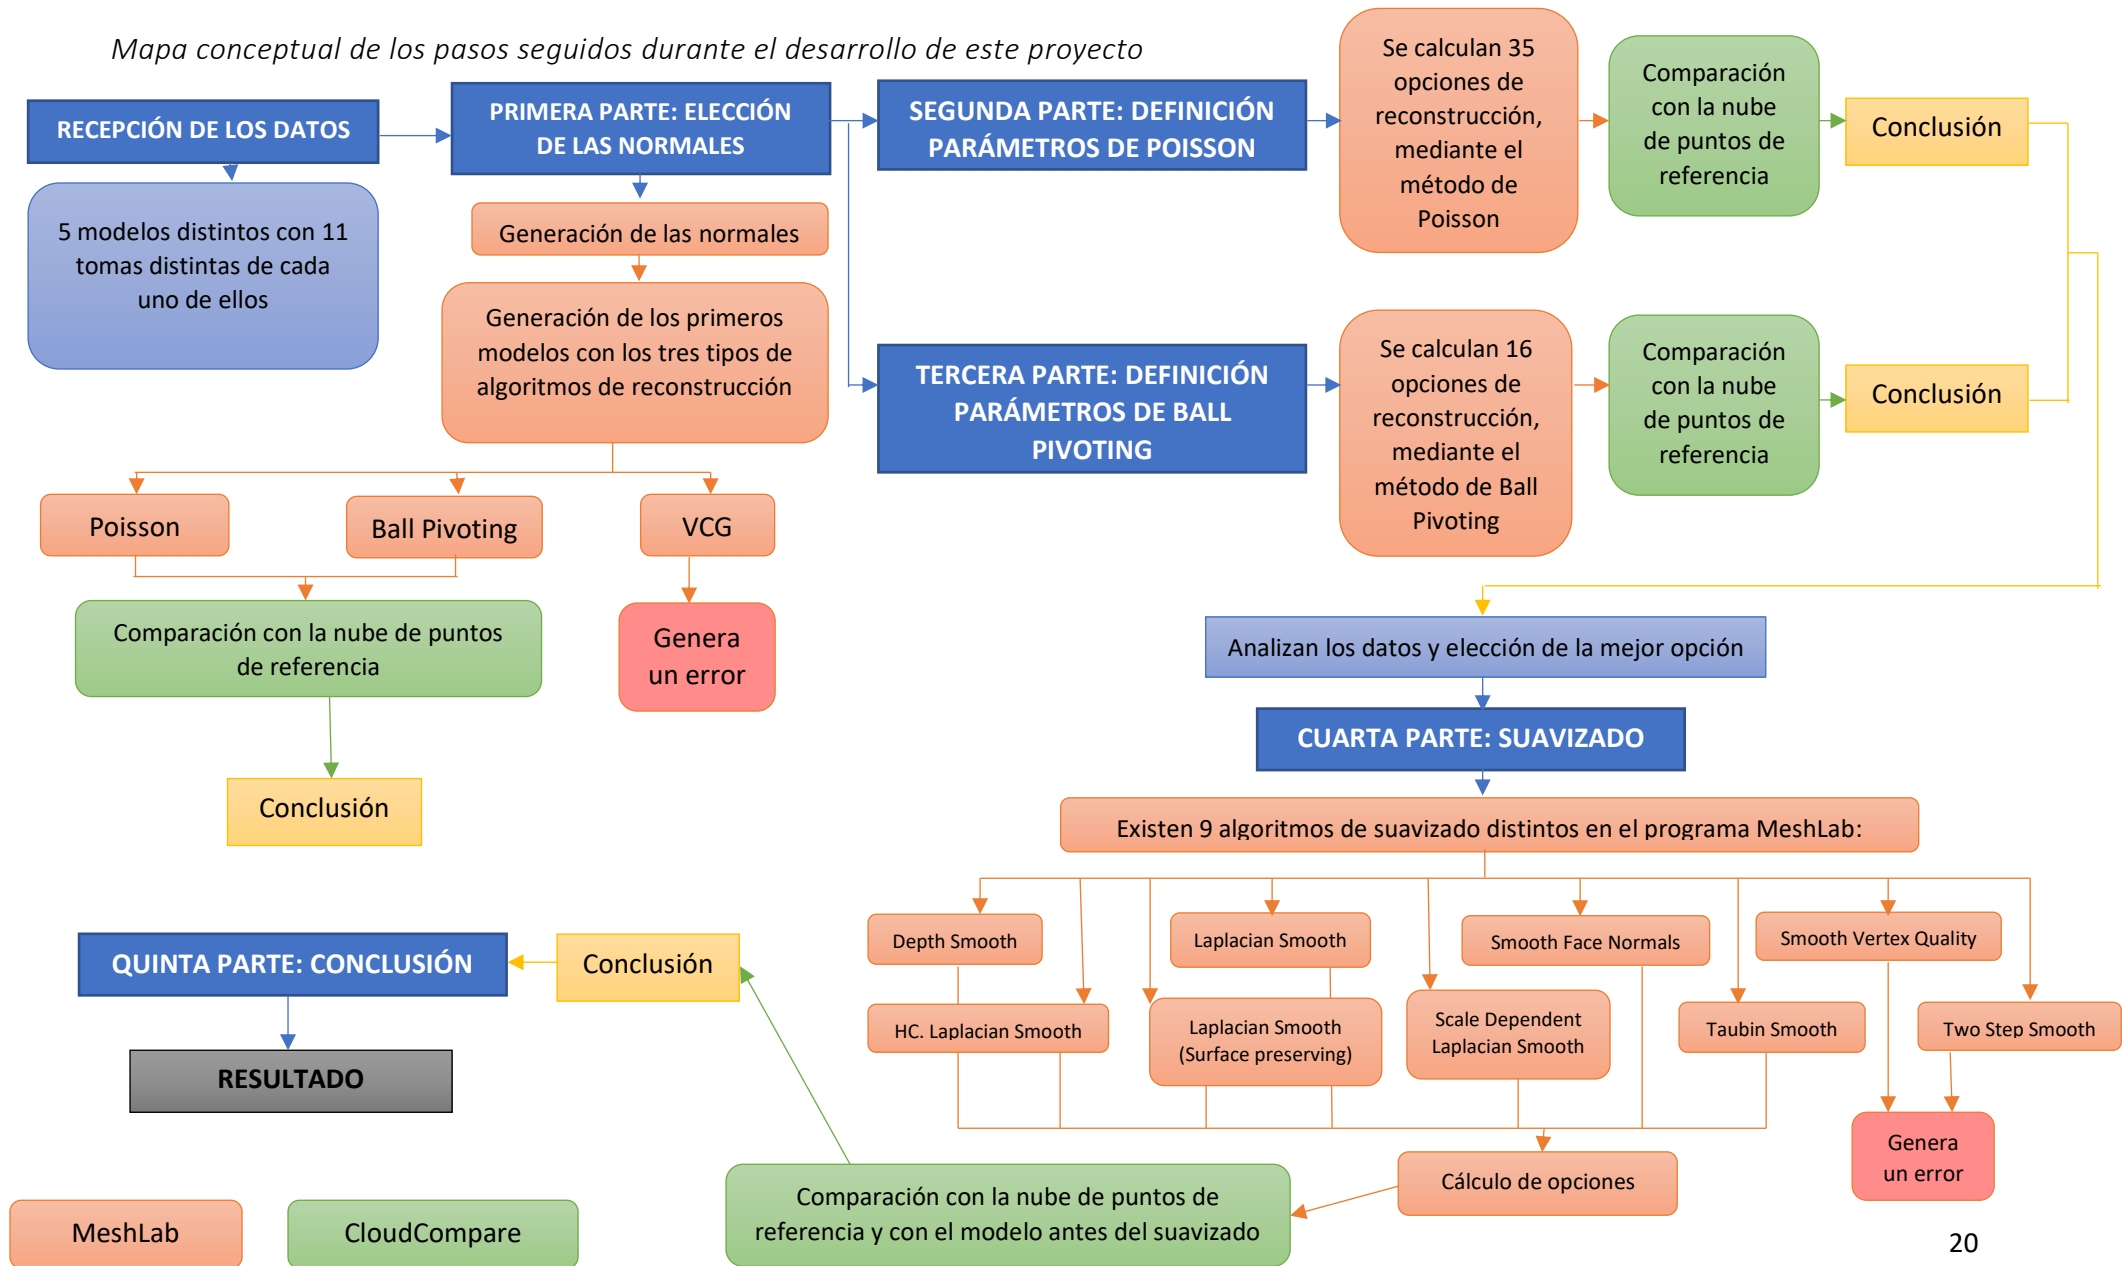 Mapa conceptual de los pasos seguidos durante el desarrollo de este proyecto
RECEPCIÓN DE LOS DATOS
5 modelos distintos con 11
tomas distintas de cada
uno de ellos
PRIMERA PARTE: ELECCIÓN
DE LAS NORMALES
Generación de las normales
Generación de los primeros
modelos con los tres tipos de
algoritmos de reconstrucción
Poisson
Ball Pivoting
VCG
Comparación con la nube de puntos
de referencia
Genera
un error
Conclusión
SEGUNDA PARTE: DEFINICIÓN
PARÁMETROS DE POISSON
Se calculan 35
opciones de
reconstrucción,
mediante el
método de
Poisson
Comparación
con la nube
de puntos de
referencia
Conclusión
TERCERA PARTE: DEFINICIÓN
PARÁMETROS DE BALL
PIVOTING
Se calculan 16
opciones de
reconstrucción,
mediante el
método de Ball
Pivoting
Comparación
con la nube
de puntos de
referencia
Conclusión
Analizan los datos y elección de la mejor opción
CUARTA PARTE: SUAVIZADO
Existen 9 algoritmos de suavizado distintos en el programa MeshLab:
Depth Smooth
Laplacian Smooth
Smooth Face Normals
Smooth Vertex Quality
HC. Laplacian Smooth
Laplacian Smooth
(Surface preserving)
Scale Dependent
Laplacian Smooth
Taubin Smooth
Two Step Smooth
Genera
un error
Cálculo de opciones
Comparación con la nube de puntos de
referencia y con el modelo antes del suavizado
Conclusión
QUINTA PARTE: CONCLUSIÓN
RESULTADO
MeshLab
CloudCompare
20